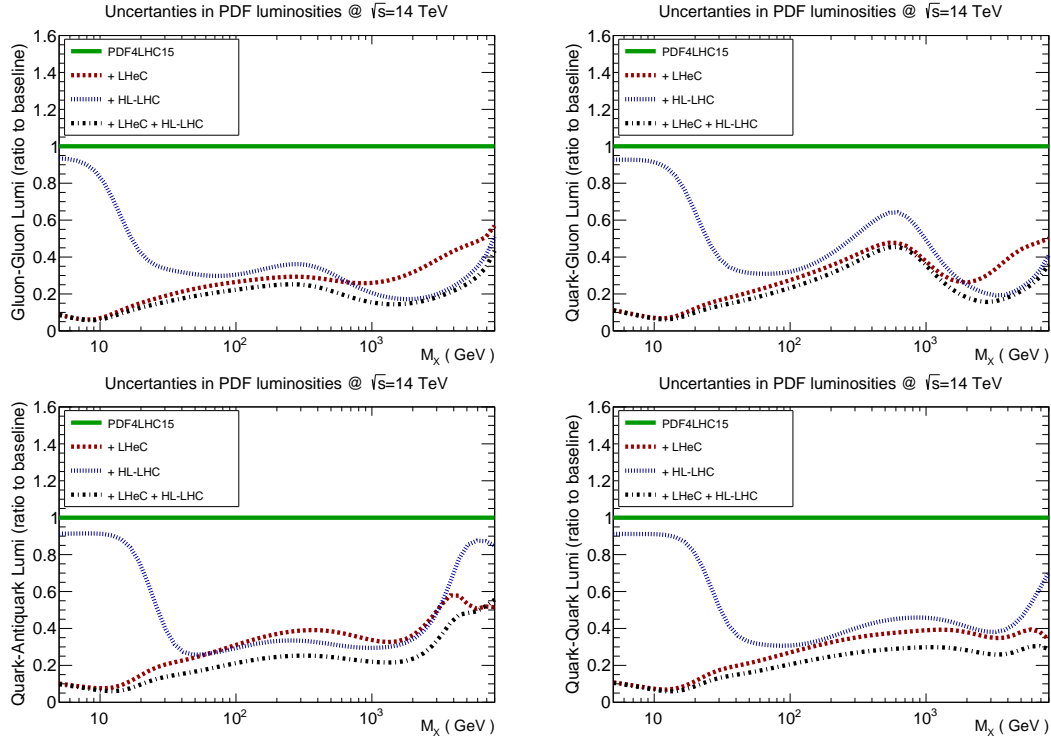 Uncertanties in PDF luminosities @ √s=14 TeV
Gluon-Gluon Lumi (ratio to baseline)
1.6
1.4
1.2
1
0.8
0.6
0.4
0.2
0
PDF4LHC15
+ LHeC
+ HL-LHC
+ LHeC + HL-LHC
10
10²
10³
M_X ( GeV )
Uncertanties in PDF luminosities @ √s=14 TeV
Quark-Gluon Lumi (ratio to baseline)
1.6
1.4
1.2
1
0.8
0.6
0.4
0.2
0
PDF4LHC15
+ LHeC
+ HL-LHC
+ LHeC + HL-LHC
10
10²
10³
M_X ( GeV )
Uncertanties in PDF luminosities @ √s=14 TeV
Quark-Antiquark Lumi (ratio to baseline)
1.6
1.4
1.2
1
0.8
0.6
0.4
0.2
0
PDF4LHC15
+ LHeC
+ HL-LHC
+ LHeC + HL-LHC
10
10²
10³
M_X ( GeV )
Uncertanties in PDF luminosities @ √s=14 TeV
Quark-Quark Lumi (ratio to baseline)
1.6
1.4
1.2
1
0.8
0.6
0.4
0.2
0
PDF4LHC15
+ LHeC
+ HL-LHC
+ LHeC + HL-LHC
10
10²
10³
M_X ( GeV )